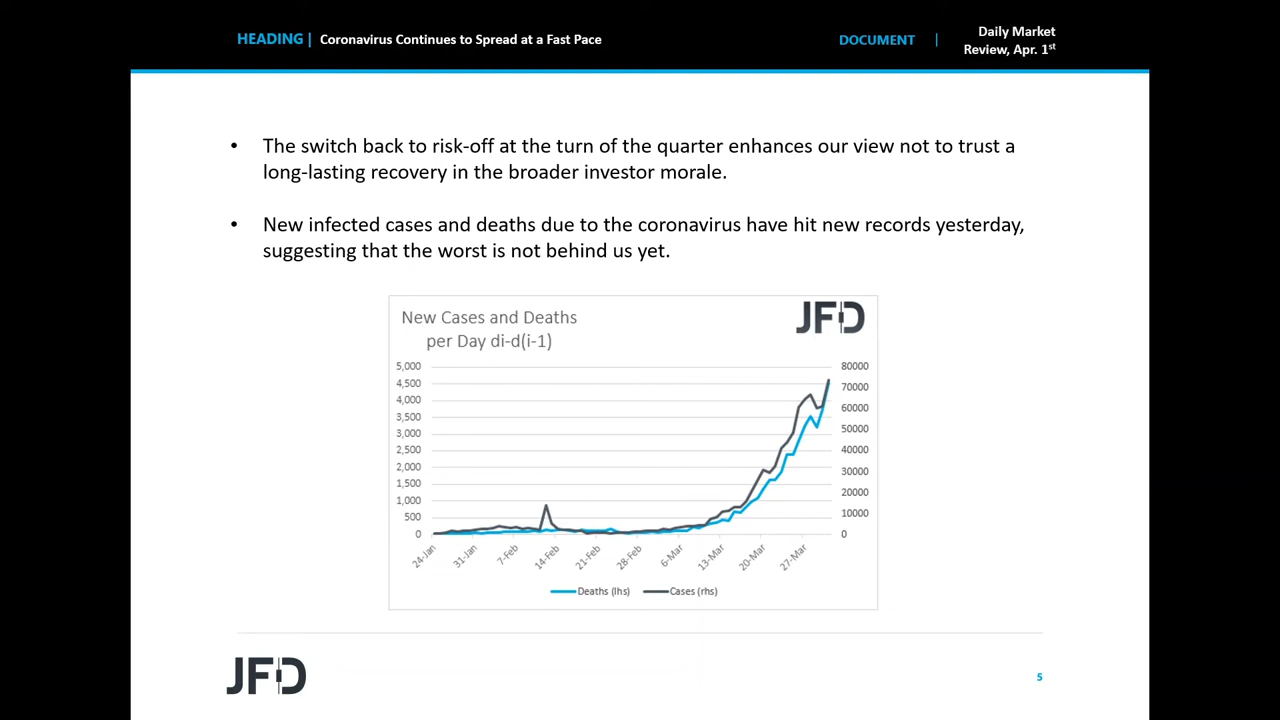 HEADING | Coronavirus Continues to Spread at a Fast Pace
DOCUMENT |
Daily Market
Review, Apr. 1st
• The switch back to risk-off at the turn of the quarter enhances our view not to trust a
long-lasting recovery in the broader investor morale.
• New infected cases and deaths due to the coronavirus have hit new records yesterday,
suggesting that the worst is not behind us yet.
New Cases and Deaths
per Day di-d(i-1)
JFD
5,000
4,500
4,000
3,500
3,000
2,500
2,000
1,500
1,000
500
0
80000
70000
60000
50000
40000
30000
20000
10000
0
24-Jan
31-Jan
7-Feb
14-Feb
21-Feb
28-Feb
6-Mar
13-Mar
20-Mar
27-Mar
Deaths (lhs)
Cases (rhs)
JFD
5